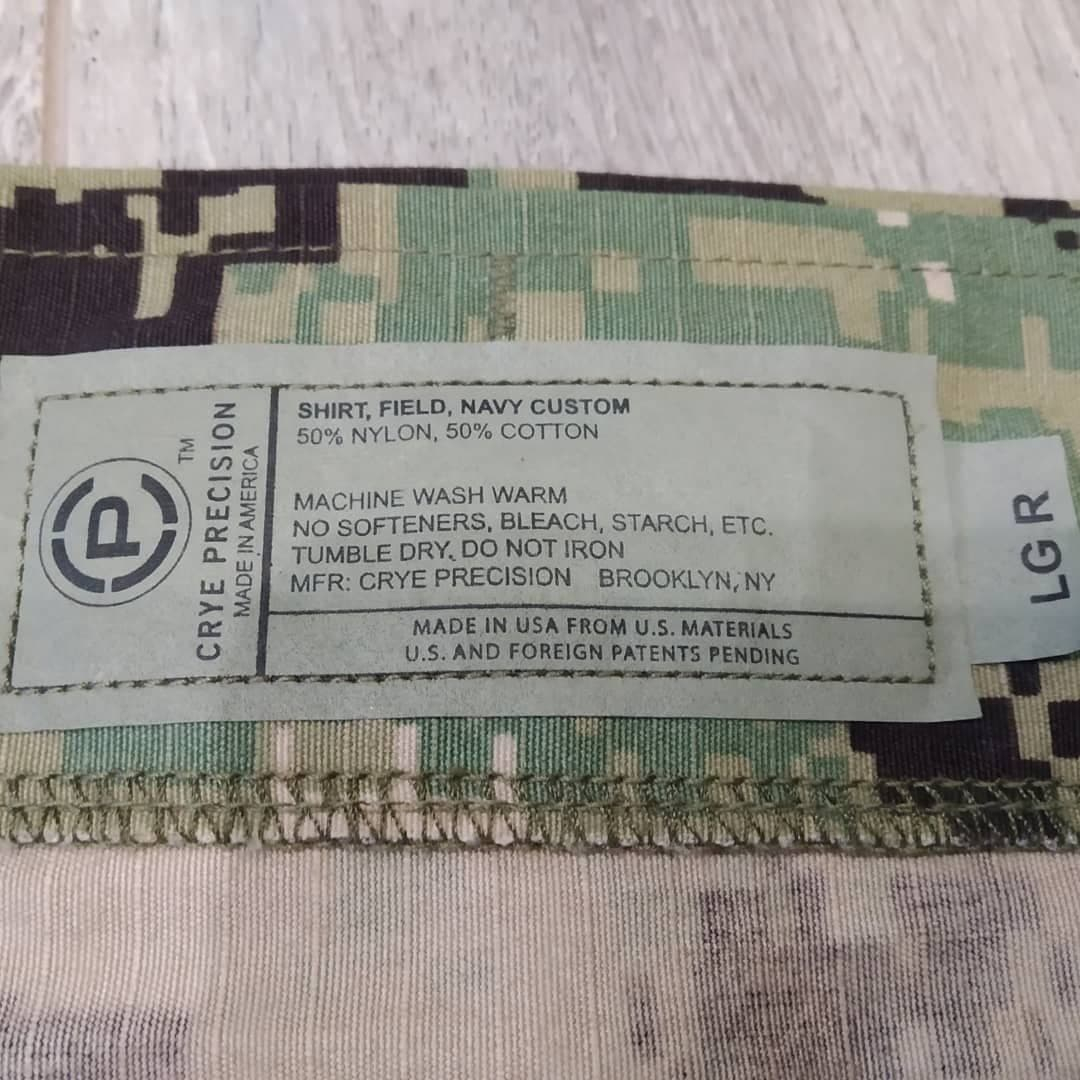 P
TM
CRYE PRECISION
MADE IN AMERICA
SHIRT, FIELD, NAVY CUSTOM
50% NYLON, 50% COTTON
MACHINE WASH WARM
NO SOFTENERS, BLEACH, STARCH, ETC.
TUMBLE DRY. DO NOT IRON
MFR: CRYE PRECISION BROOKLYN, NY
MADE IN USA FROM U.S. MATERIALS
U.S. AND FOREIGN PATENTS PENDING
LGR